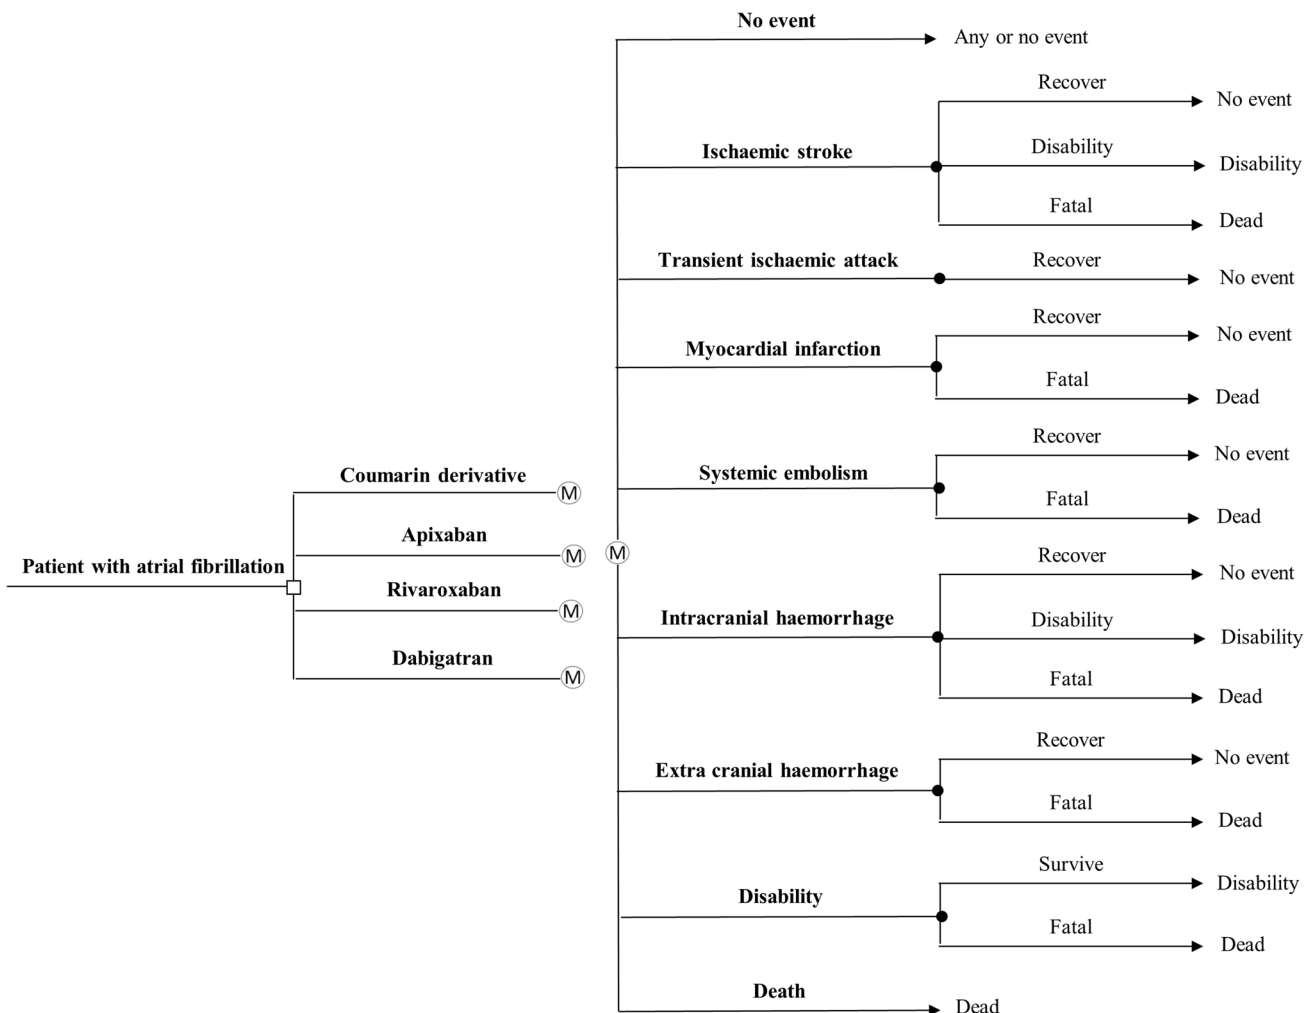 No event
Any or no event
Recover
No event
Ischaemic stroke
Disability
Disability
Fatal
Dead
Transient ischaemic attack
Recover
No event
Recover
No event
Myocardial infarction
Fatal
Dead
Recover
No event
Systemic embolism
Fatal
Dead
Coumarin derivative
M
Apixaban
M
Patient with atrial fibrillation
Rivaroxaban
M
Dabigatran
M
M
Recover
No event
Intracranial haemorrhage
Disability
Disability
Fatal
Dead
Recover
No event
Extra cranial haemorrhage
Fatal
Dead
Survive
Disability
Disability
Fatal
Dead
Death
Dead